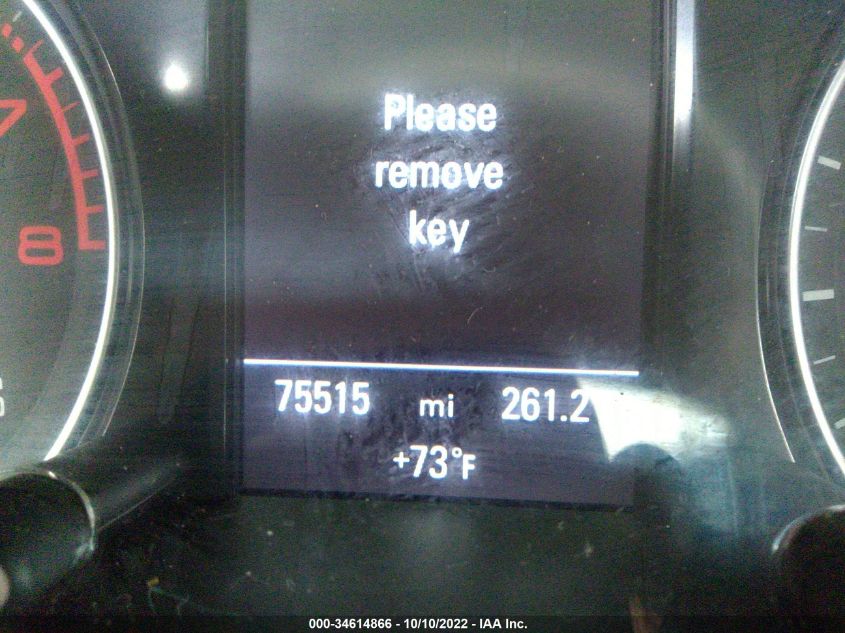 7
8
Please
remove
key
75515 mi 261.2
+73°F
000-34614866 - 10/10/2022 - IAA Inc.